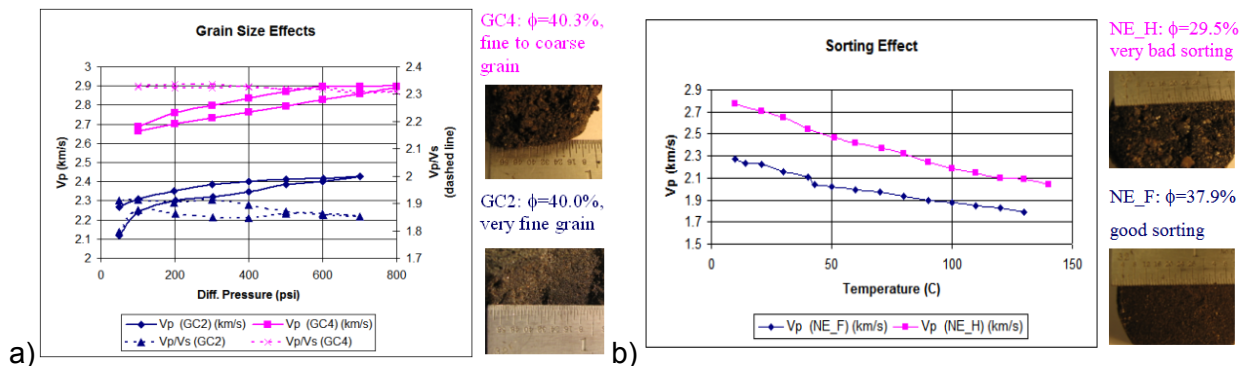 Grain Size Effects
3
2.9
2.8
2.7
2.6
2.5
2.4
2.3
2.2
2.1
2
Vp (km/s)
2.4
2.3
2.2
2.1
2
1.9
1.8
1.7
Vp/Vs
(dashed line)
0 200 400 600 800
Diff. Pressure (psi)
Vp (GC2) (km/s) Vp (GC4) (km/s)
Vp/Vs (GC2) Vp/Vs (GC4)
GC4: ϕ=40.3%,
fine to coarse
grain
GC2: ϕ=40.0%,
very fine grain
a)
Sorting Effect
2.9
2.7
2.5
2.3
2.1
1.9
1.7
1.5
Vp (km/s)
0 50 100 150
Temperature (C)
Vp (NE_F) (km/s) Vp (NE_H) (km/s)
NE_H: ϕ=29.5%
very bad sorting
NE_F: ϕ=37.9%
good sorting
b)